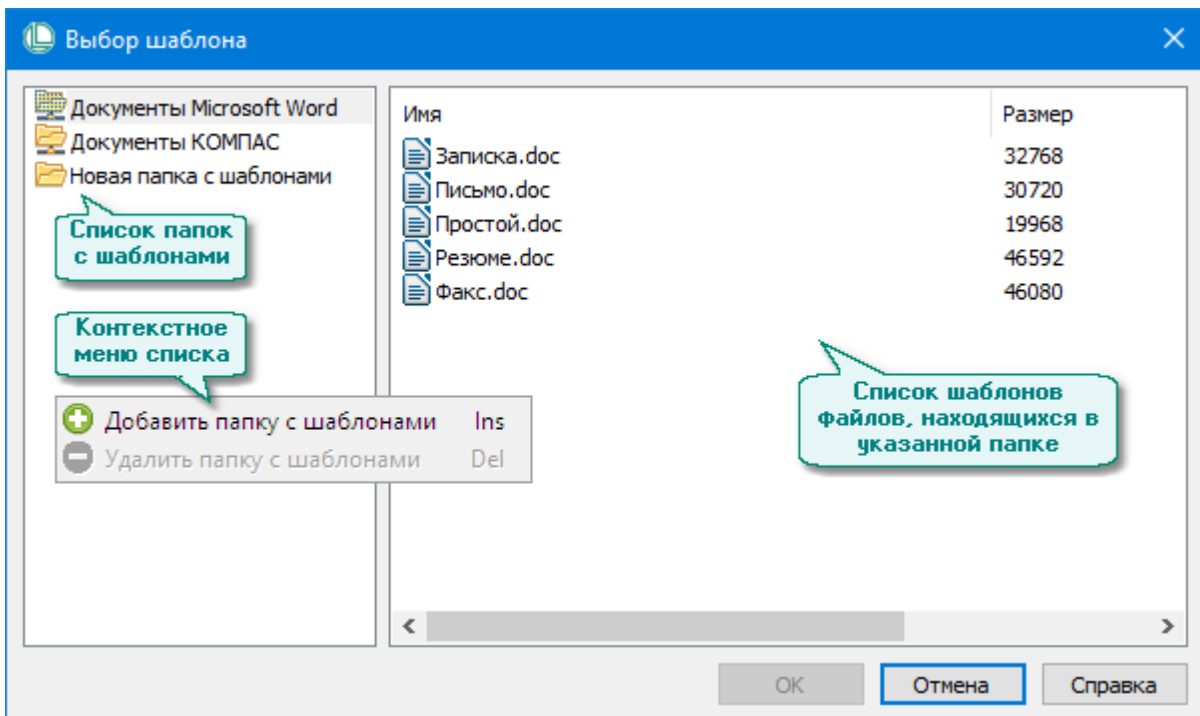 Выбор шаблона
Документы Microsoft Word
Документы КОМПАС
Новая папка с шаблонами
Список папок
с шаблонами
Контекстное
меню списка
Добавить папку с шаблонами Ins
Удалить папку с шаблонами Del
Имя Размер
Записка.doc 32768
Письмо.doc 30720
Простой.doc 19968
Резюме.doc 46592
Факс.doc 46080
Список шаблонов
файлов, находящихся в
указанной папке
ОК Отмена Справка